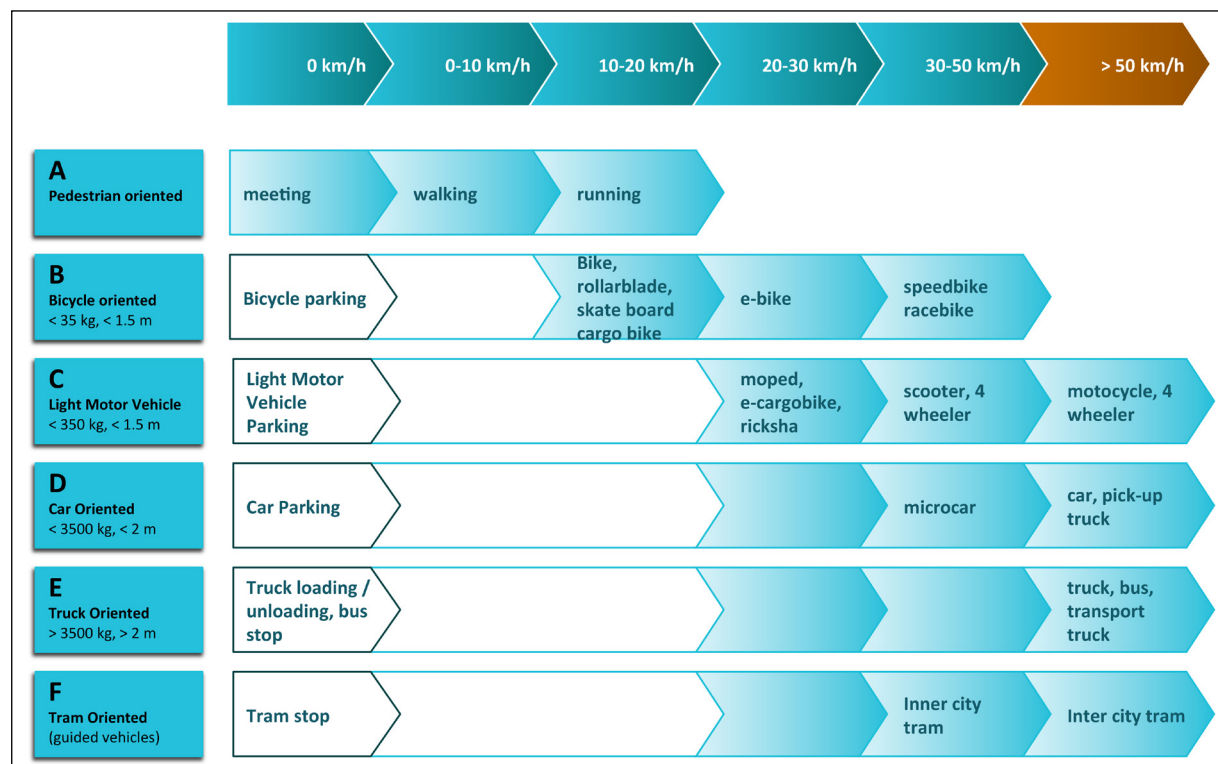 0 km/h
0-10 km/h
10-20 km/h
20-30 km/h
30-50 km/h
> 50 km/h
A
Pedestrian oriented
meeting
walking
running
B
Bicycle oriented
< 35 kg, < 1.5 m
Bicycle parking
Bike,
rollarblade,
skate board
cargo bike
e-bike
speedbike
racebike
C
Light Motor Vehicle
< 350 kg, < 1.5 m
Light Motor
Vehicle
Parking
moped,
e-cargobike,
ricksha
scooter, 4
wheeler
motocycle, 4
wheeler
D
Car Oriented
< 3500 kg, < 2 m
Car Parking
microcar
car, pick-up
truck
E
Truck Oriented
> 3500 kg, > 2 m
Truck loading /
unloading, bus
stop
truck, bus,
transport
truck
F
Tram Oriented
(guided vehicles)
Tram stop
Inner city
tram
Inter city tram